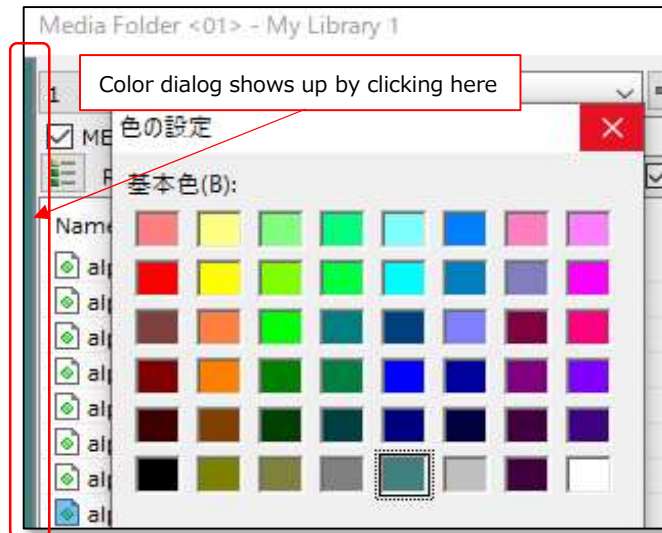 Media Folder <01> - My Library 1
Color dialog shows up by clicking here
1
ME
色の設定
基本色(B):
Name
al
al
al
al
al
al
al
al